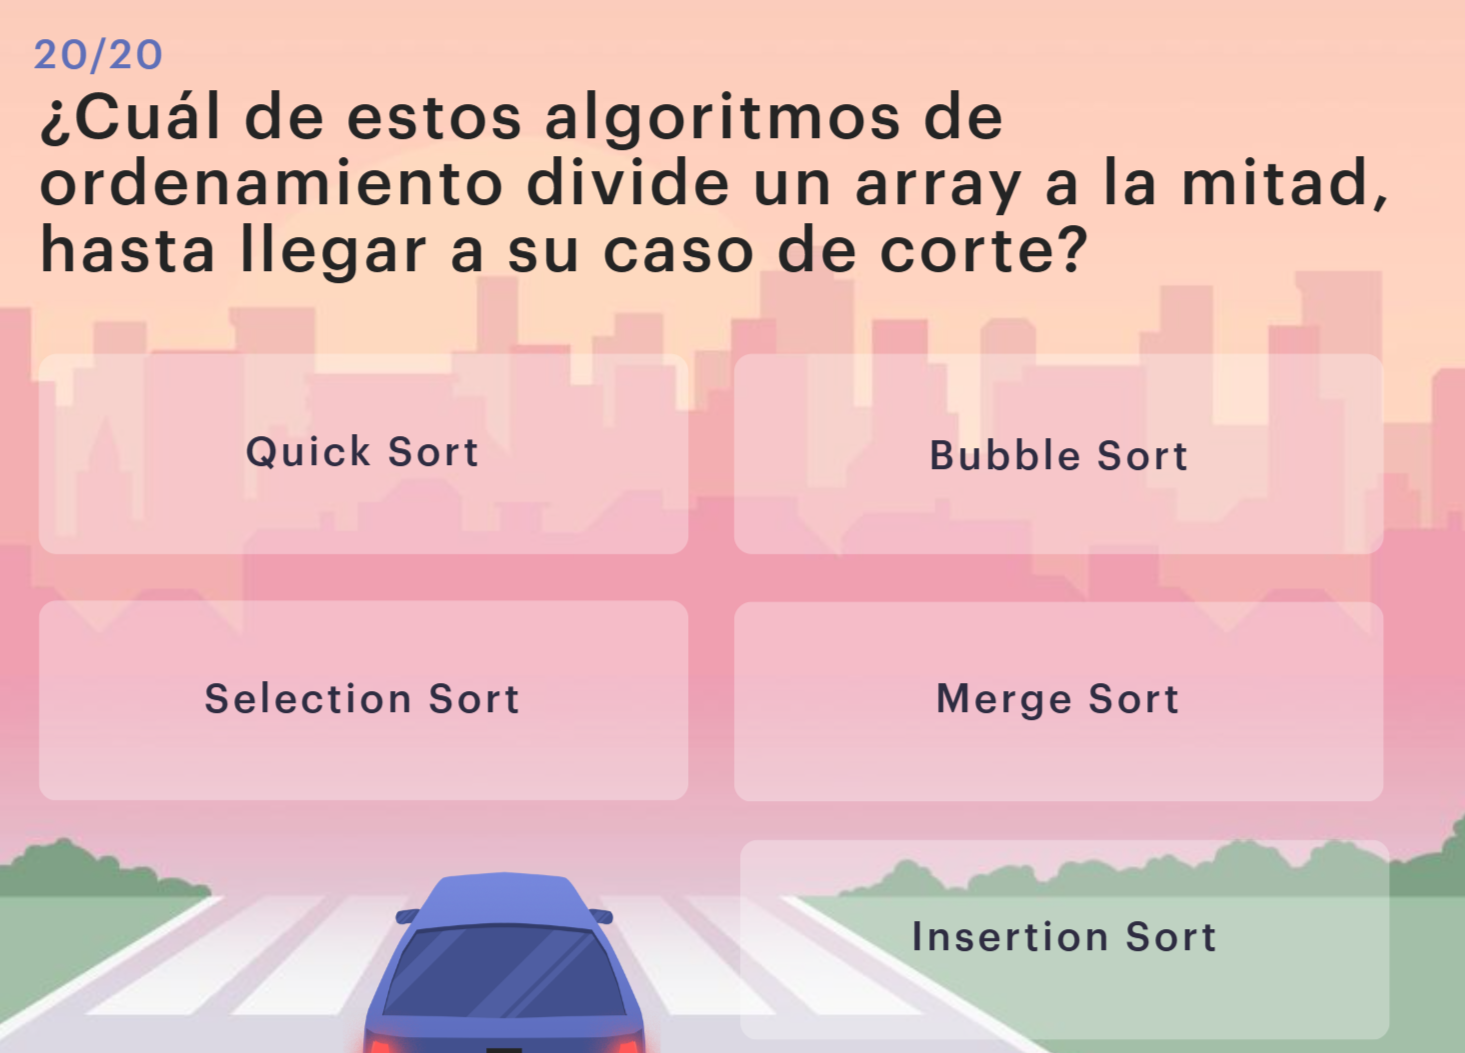 20/20
¿Cuál de estos algoritmos de
ordenamiento divide un array a la mitad,
hasta llegar a su caso de corte?
Quick Sort
Bubble Sort
Selection Sort
Merge Sort
Insertion Sort